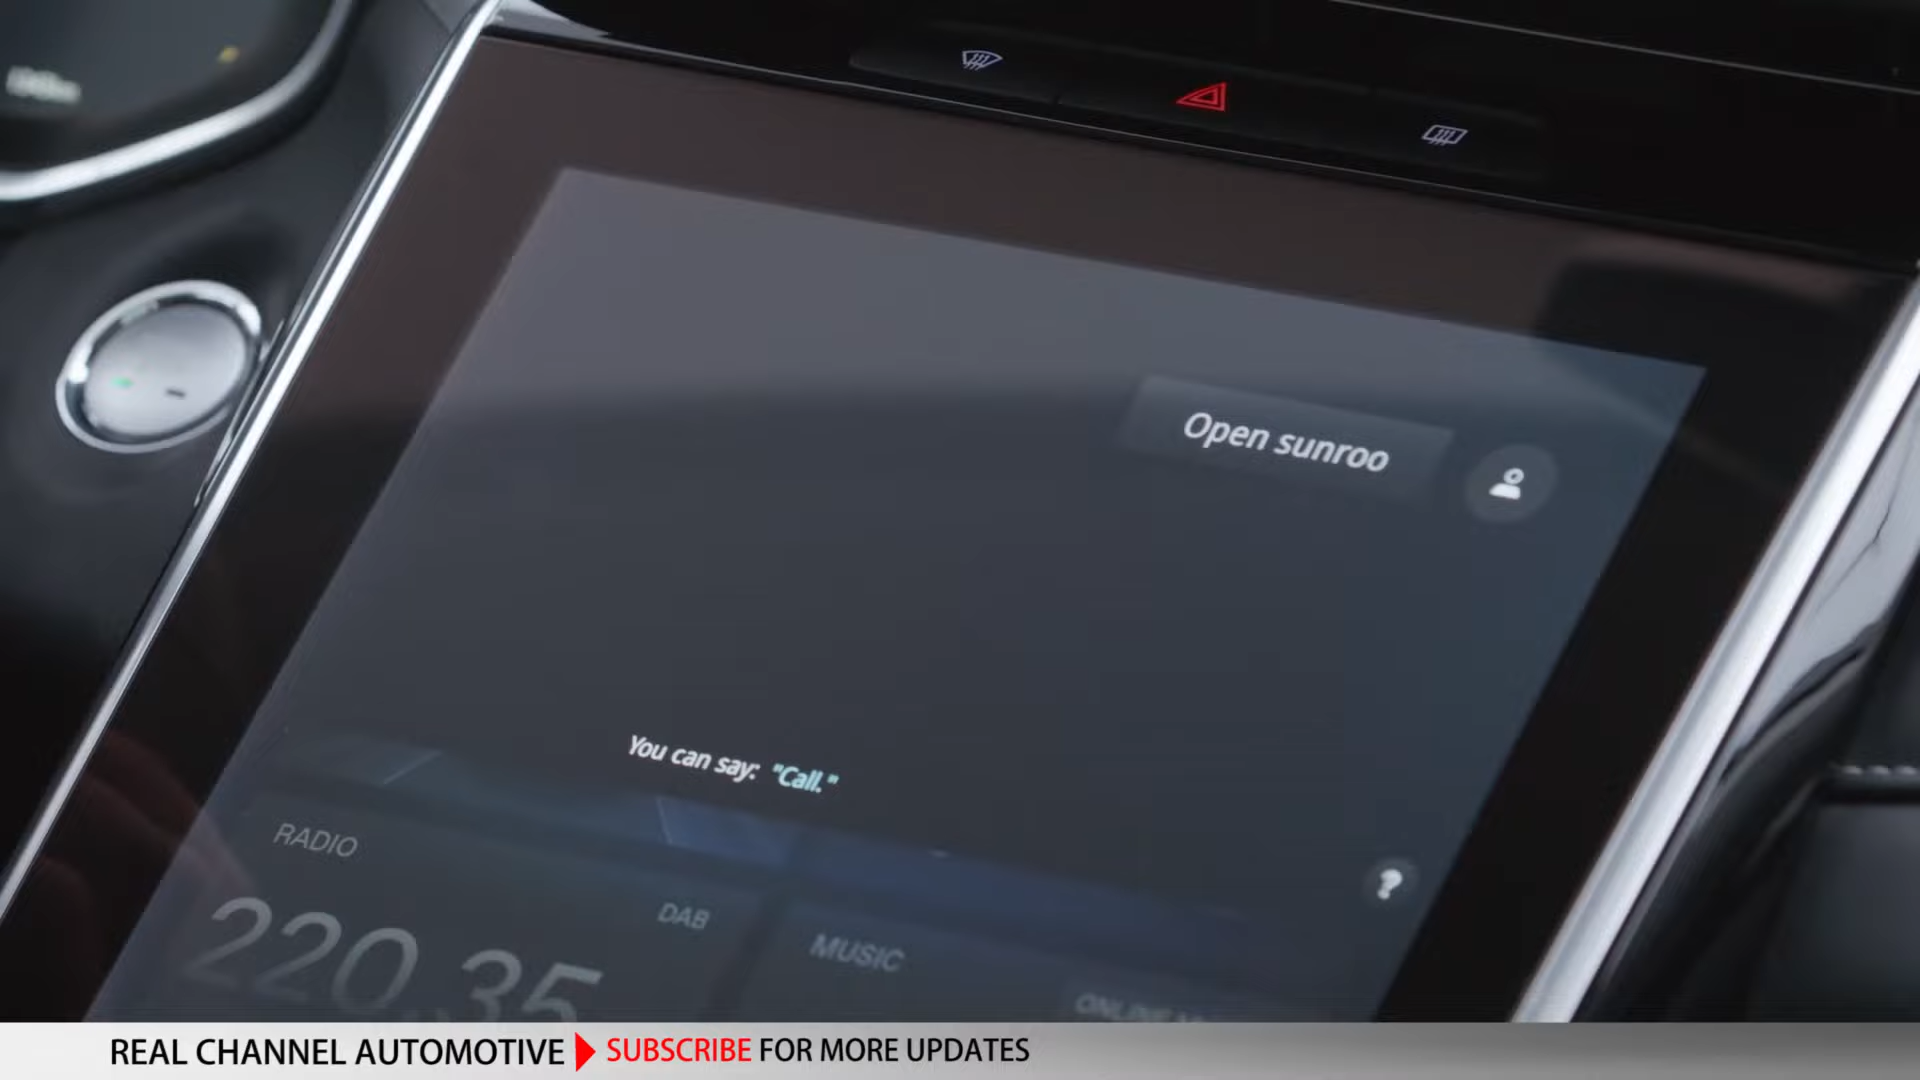 Open sunroo
You can say: "Call."
RADIO
220.35
DAB
MUSIC
REAL CHANNEL AUTOMOTIVE SUBSCRIBE FOR MORE UPDATES